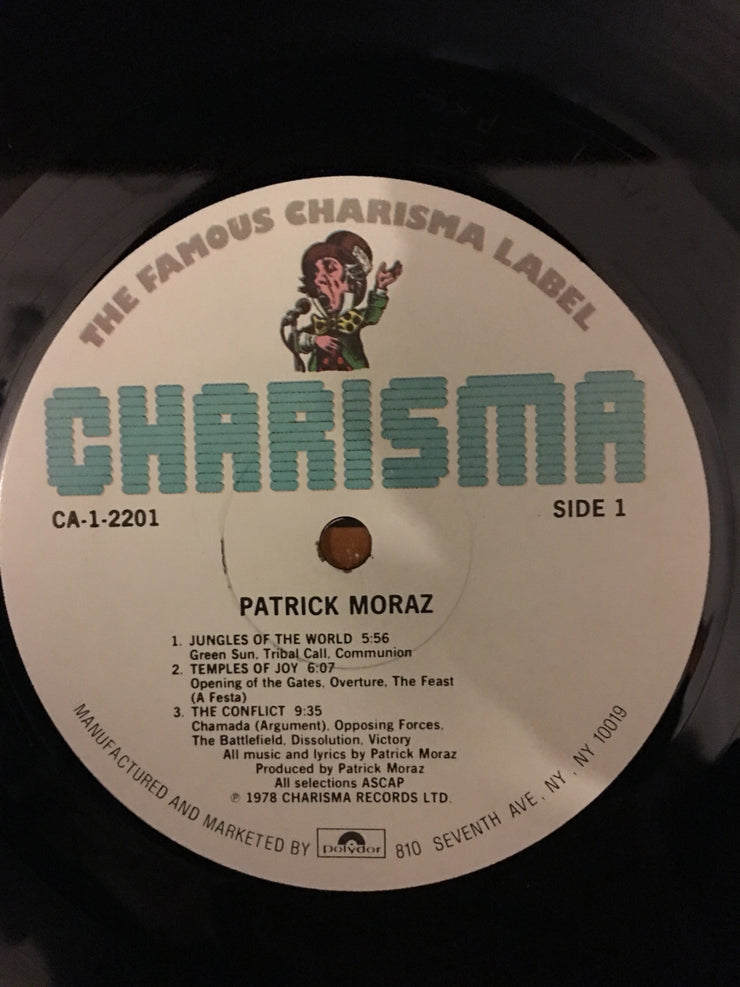 THE FAMOUS CHARISMA LABEL
CHARISMA
CA-1-2201
SIDE 1
PATRICK MORAZ
1. JUNGLES OF THE WORLD 5:56
Green Sun, Tribal Call, Communion
2. TEMPLES OF JOY 6:07
Opening of the Gates, Overture, The Feast
(A Festa)
3. THE CONFLICT 9:35
Chamada (Argument), Opposing Forces,
The Battlefield, Dissolution, Victory
All music and lyrics by Patrick Moraz
Produced by Patrick Moraz
All selections ASCAP
℗ 1978 CHARISMA RECORDS LTD.
MANUFACTURED AND MARKETED BY polydor 810 SEVENTH AVE., NY, NY 10019